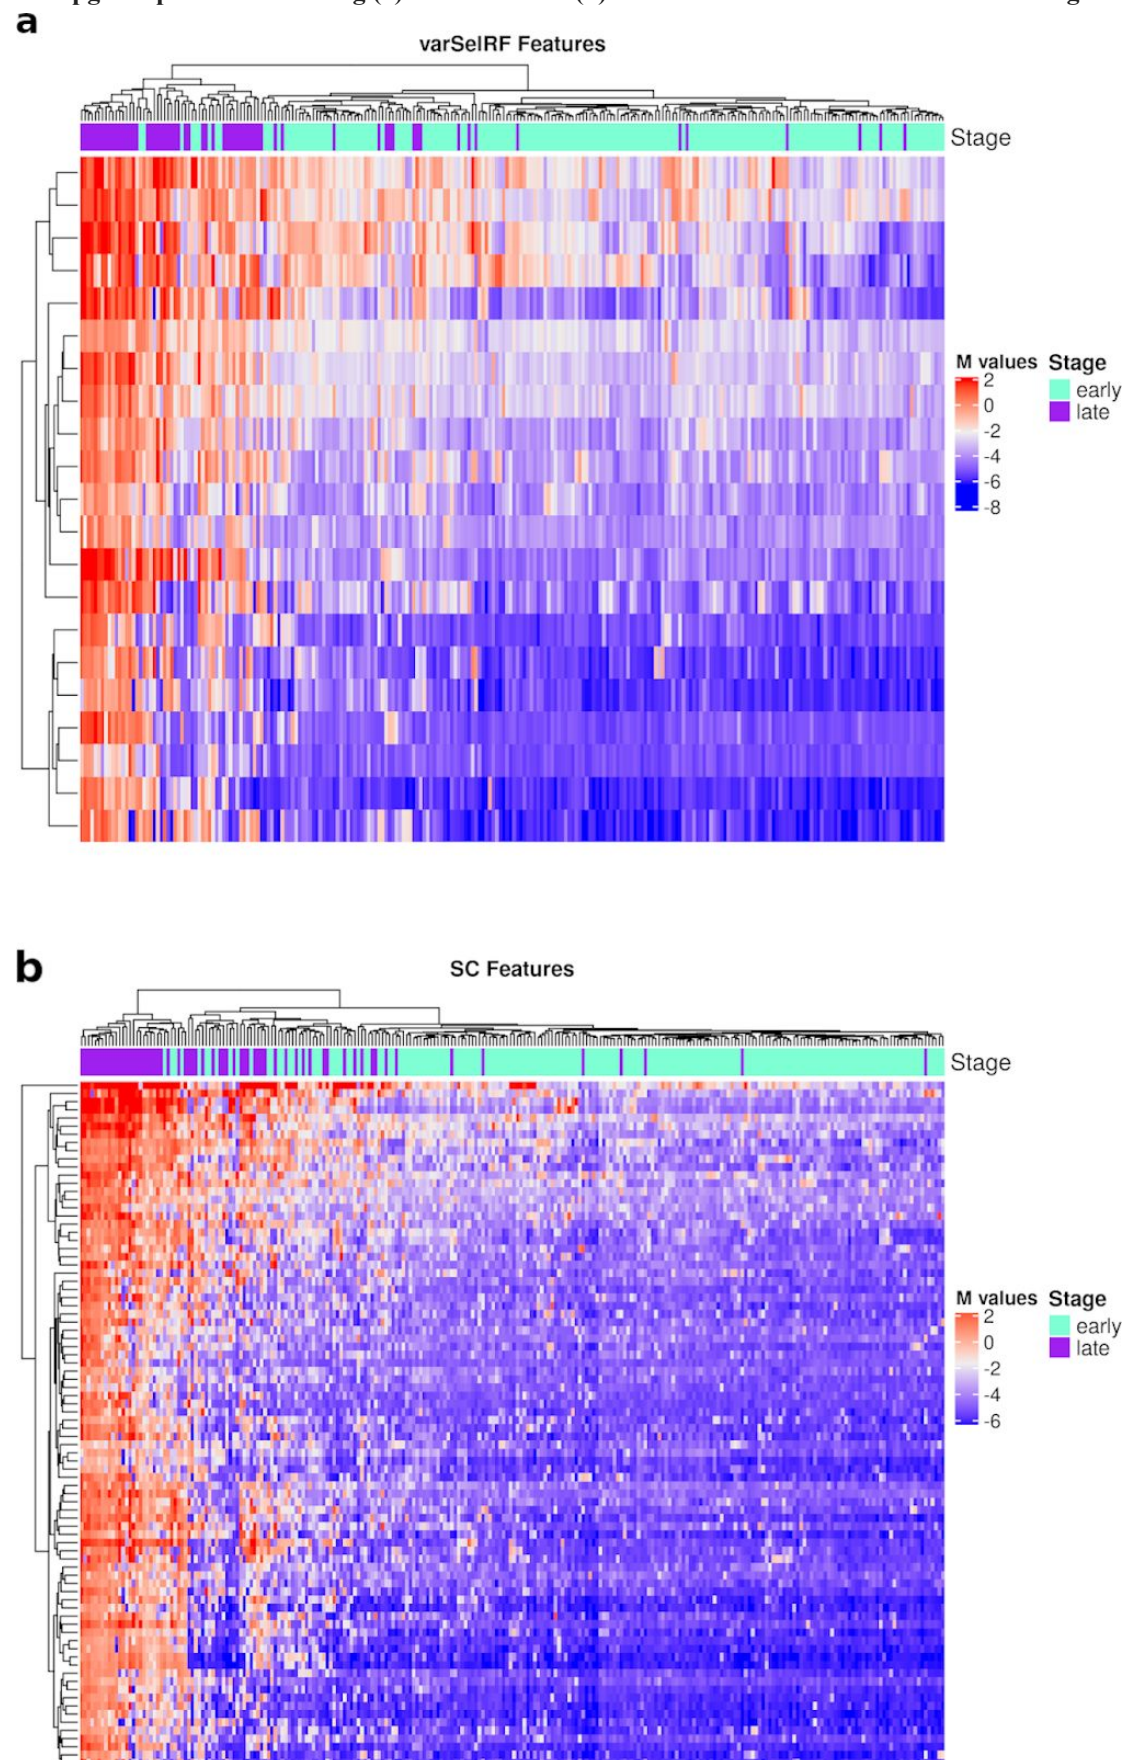 a
varSelRF Features
Stage
M values Stage
2
0
-2
-4
-6
-8
early
late
b
SC Features
Stage
M values Stage
2
0
-2
-4
-6
early
late